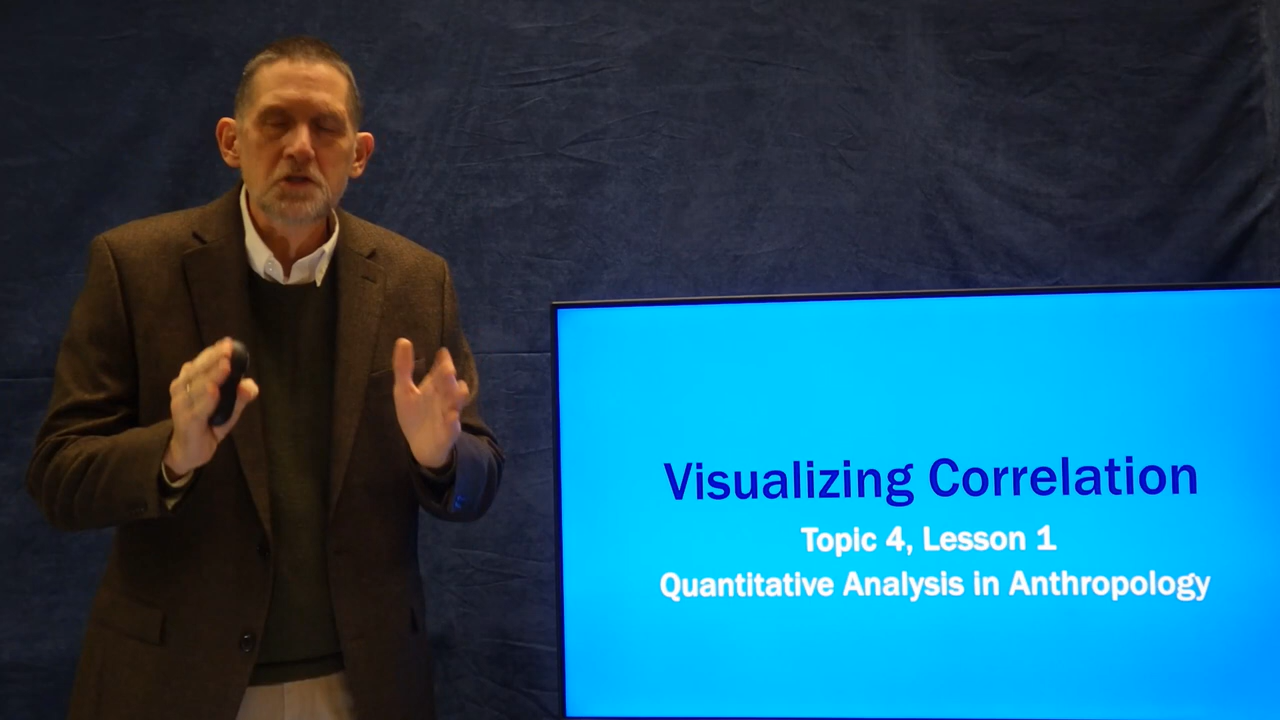 Visualizing Correlation
Topic 4, Lesson 1
Quantitative Analysis in Anthropology